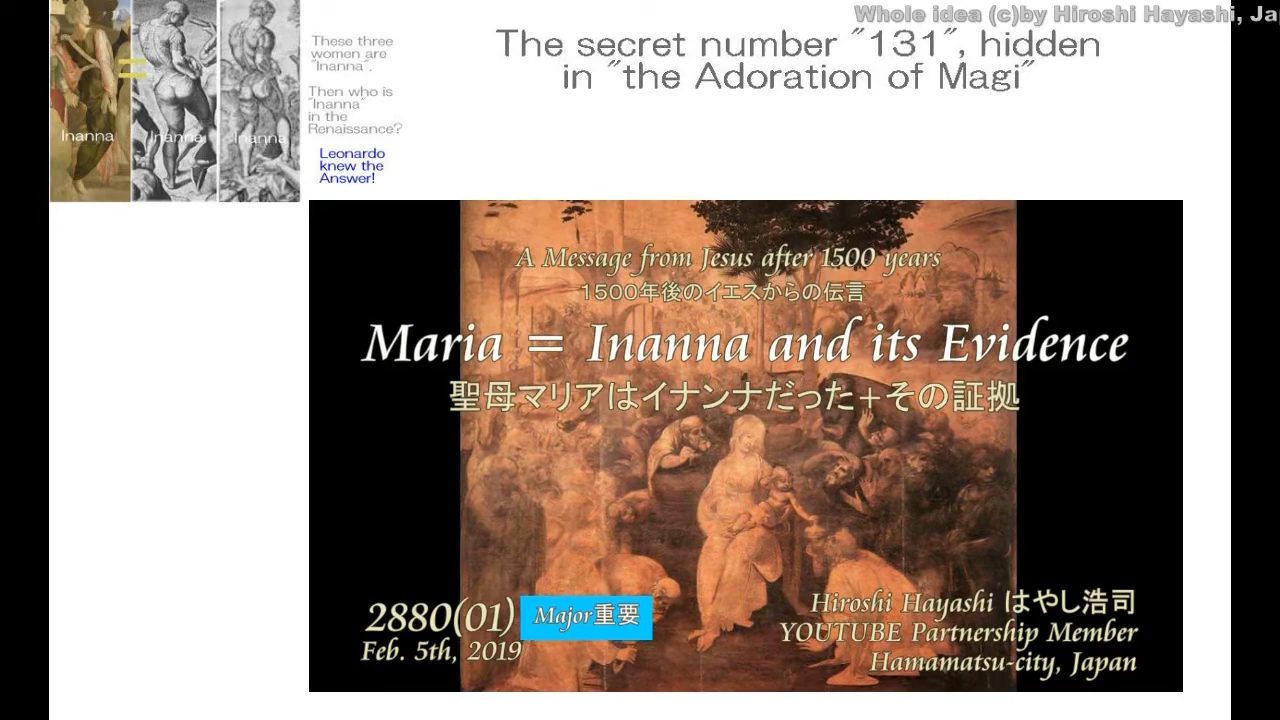 Whole idea (c)by Hiroshi Hayashi, Ja
The secret number "131", hidden
in "the Adoration of Magi"
These three
women are
"Inanna".
Then who is
"Inanna"
in the
Renaissance?
Leonardo
knew the
Answer!
=
Inanna
Inanna
Inanna
A Message from Jesus after 1500 years
1500年後のイエスからの伝言
Maria = Inanna and its Evidence
聖母マリアはイナンナだった+その証拠
2880(01)
Major重要
Feb. 5th, 2019
Hiroshi Hayashi はやし浩司
YOUTUBE Partnership Member
Hamamatsu-city, Japan